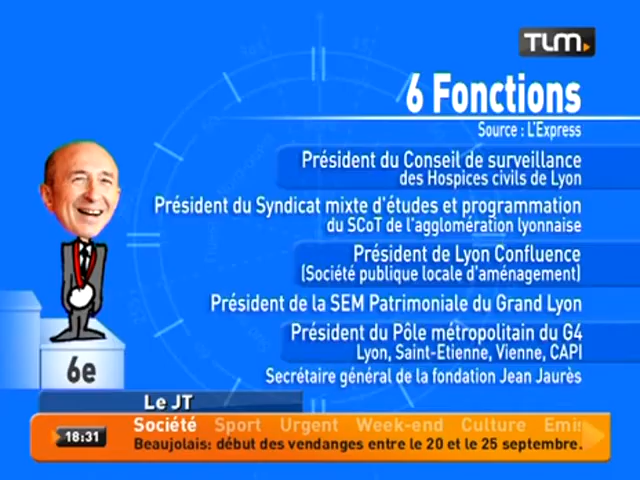 TLM
6 Fonctions
Source : L'Express
Président du Conseil de surveillance
des Hospices civils de Lyon
Président du Syndicat mixte d'études et programmation
du SCoT de l'agglomération lyonnaise
Président de Lyon Confluence
(Société publique locale d'aménagement)
Président de la SEM Patrimoniale du Grand Lyon
Président du Pôle métropolitain du G4
Lyon, Saint-Etienne, Vienne, CAPI
Secrétaire général de la fondation Jean Jaurès
6e
Le JT
Société Sport Urgent Week-end Culture Emis
18:31
Beaujolais: début des vendanges entre le 20 et le 25 septembre.